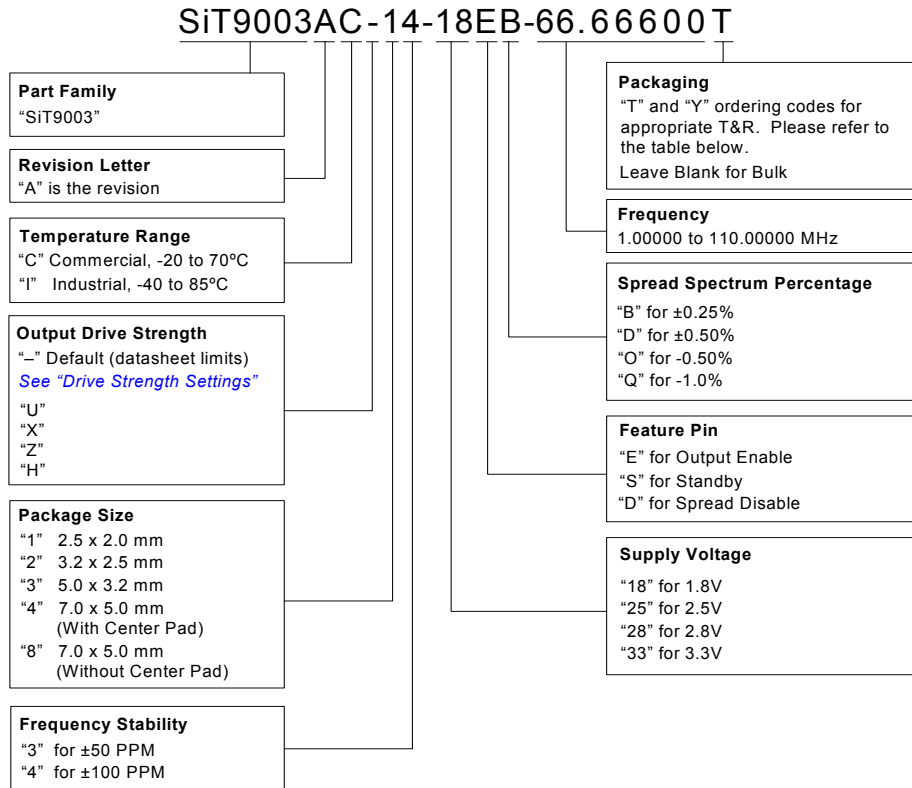 SiT9003AC-14-18EB-66.66600T
Part Family
“SiT9003”
Revision Letter
“A” is the revision
Temperature Range
“C” Commercial, -20 to 70ºC
“I” Industrial, -40 to 85ºC
Output Drive Strength
“–” Default (datasheet limits)
See “Drive Strength Settings”
“U”
“X”
“Z”
“H”
Package Size
“1” 2.5 x 2.0 mm
“2” 3.2 x 2.5 mm
“3” 5.0 x 3.2 mm
“4” 7.0 x 5.0 mm
(With Center Pad)
“8” 7.0 x 5.0 mm
(Without Center Pad)
Frequency Stability
“3” for ±50 PPM
“4” for ±100 PPM
Packaging
“T” and “Y” ordering codes for
appropriate T&R. Please refer to
the table below.
Leave Blank for Bulk
Frequency
1.00000 to 110.00000 MHz
Spread Spectrum Percentage
“B” for ±0.25%
“D” for ±0.50%
“O” for -0.50%
“Q” for -1.0%
Feature Pin
“E” for Output Enable
“S” for Standby
“D” for Spread Disable
Supply Voltage
“18” for 1.8V
“25” for 2.5V
“28” for 2.8V
“33” for 3.3V